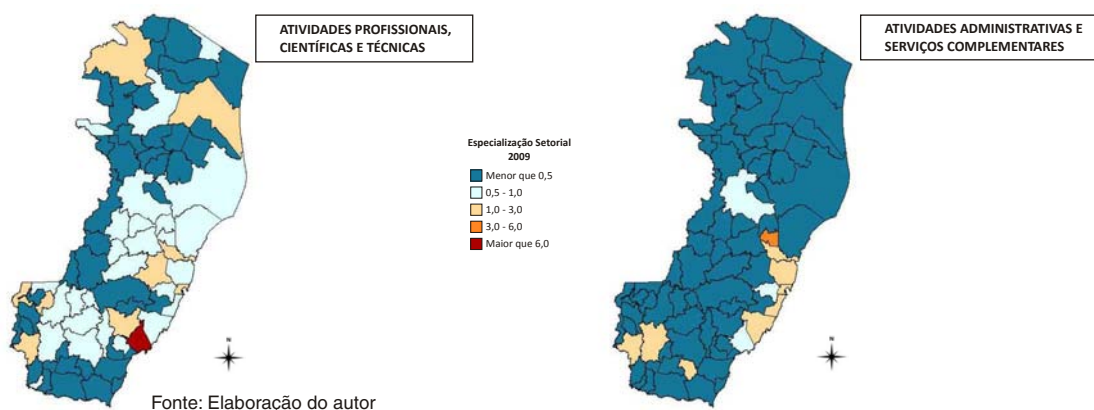 ATIVIDADES PROFISSIONAIS,
CIENTÍFICAS E TÉCNICAS
ATIVIDADES ADMINISTRATIVAS E
SERVIÇOS COMPLEMENTARES
Especialização Setorial
2009
Menor que 0,5
0,5 - 1,0
1,0 - 3,0
3,0 - 6,0
Maior que 6,0
N
N
Fonte: Elaboração do autor